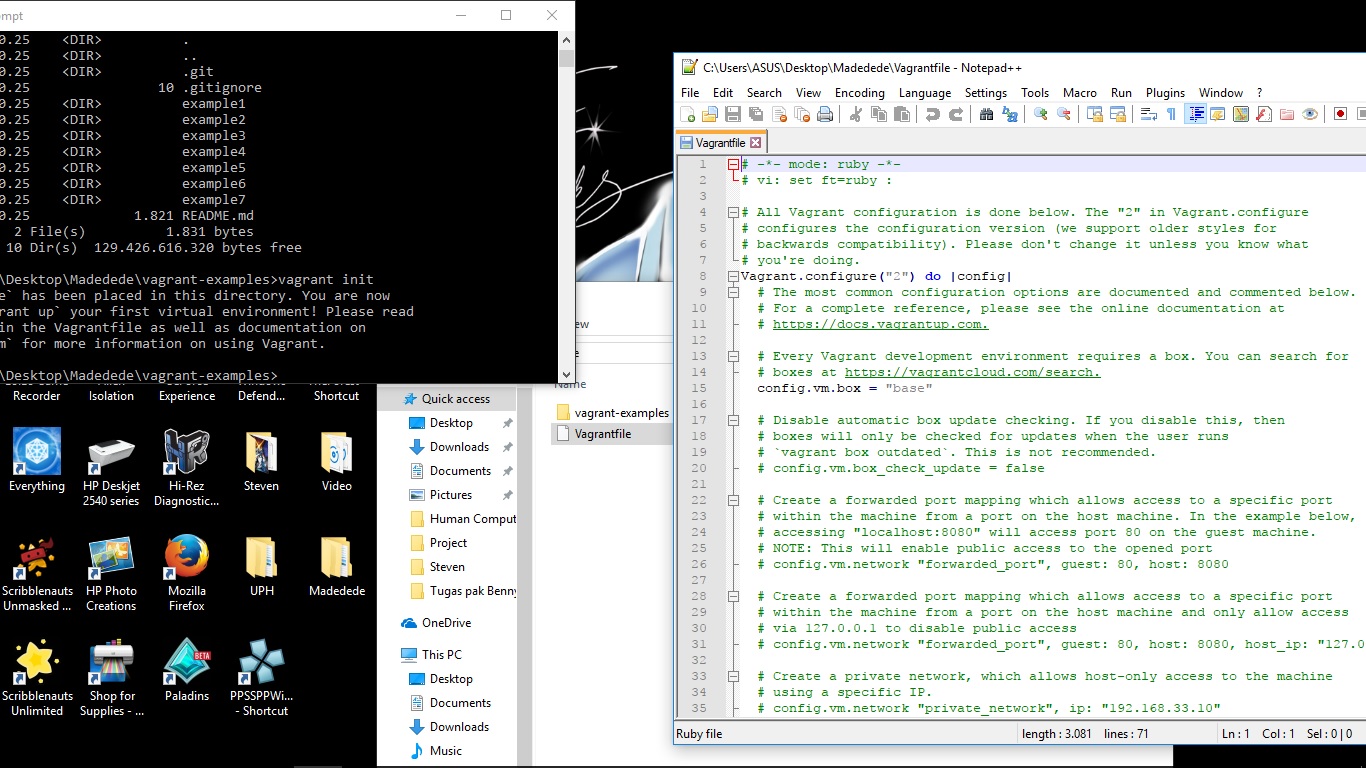 empt
0.25    <DIR>          .
0.25    <DIR>          ..
0.25    <DIR>          .git
0.25                10 .gitignore
0.25    <DIR>          example1
0.25    <DIR>          example2
0.25    <DIR>          example3
0.25    <DIR>          example4
0.25    <DIR>          example5
0.25    <DIR>          example6
0.25    <DIR>          example7
0.25             1.821 README.md
2 File(s)          1.831 bytes
10 Dir(s)  129.426.616.320 bytes free
\Desktop\Madedede\vagrant-examples>vagrant init
e` has been placed in this directory. You are now
rant up` your first virtual environment! Please read
in the Vagrantfile as well as documentation on
m` for more information on using Vagrant.
\Desktop\Madedede\vagrant-examples>
Recorder
Isolation
Experience
Defend...
Shortcut
Everything
HP Deskjet
2540 series
Hi-Rez
Diagnostic...
Steven
Video
Scribblenauts
Unmasked ...
HP Photo
Creations
Mozilla
Firefox
UPH
Madedede
Scribblenauts
Unlimited
Shop for
Supplies - ...
BETA
Paladins
PPSSPPWi...
- Shortcut
ew
e
Name
Quick access
Desktop
Downloads
Documents
Pictures
Human Comput
Project
Steven
Tugas pak Benny
OneDrive
This PC
Desktop
Documents
Downloads
Music
vagrant-examples
Vagrantfile
C:\Users\ASUS\Desktop\Madedede\Vagrantfile - Notepad++
File Edit Search View Encoding Language Settings Tools Macro Run Plugins Window ?
Vagrantfile
1 # -*- mode: ruby -*-
2 # vi: set ft=ruby :
3
4 # All Vagrant configuration is done below. The "2" in Vagrant.configure
5 # configures the configuration version (we support older styles for
6 # backwards compatibility). Please don't change it unless you know what
7 # you're doing.
8 Vagrant.configure("2") do |config|
9 # The most common configuration options are documented and commented below.
10 # For a complete reference, please see the online documentation at
11 # https://docs.vagrantup.com.
12
13 # Every Vagrant development environment requires a box. You can search for
14 # boxes at https://vagrantcloud.com/search.
15 config.vm.box = "base"
16
17 # Disable automatic box update checking. If you disable this, then
18 # boxes will only be checked for updates when the user runs
19 # `vagrant box outdated`. This is not recommended.
20 # config.vm.box_check_update = false
21
22 # Create a forwarded port mapping which allows access to a specific port
23 # within the machine from a port on the host machine. In the example below,
24 # accessing "localhost:8080" will access port 80 on the guest machine.
25 # NOTE: This will enable public access to the opened port
26 # config.vm.network "forwarded_port", guest: 80, host: 8080
27
28 # Create a forwarded port mapping which allows access to a specific port
29 # within the machine from a port on the host machine and only allow access
30 # via 127.0.0.1 to disable public access
31 # config.vm.network "forwarded_port", guest: 80, host: 8080, host_ip: "127.0
32
33 # Create a private network, which allows host-only access to the machine
34 # using a specific IP.
35 # config.vm.network "private_network", ip: "192.168.33.10"
Ruby file
length : 3.081 lines : 71
Ln : 1 Col : 1 Sel : 0 | 0